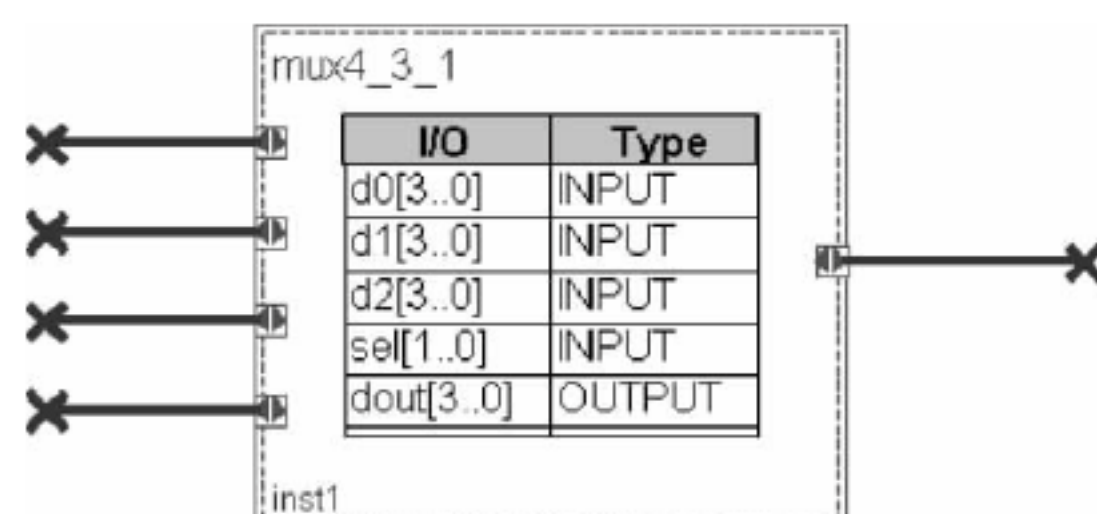 mux4_3_1
I/O Type
d0[3..0] INPUT
d1[3..0] INPUT
d2[3..0] INPUT
sel[1..0] INPUT
dout[3..0] OUTPUT
inst1